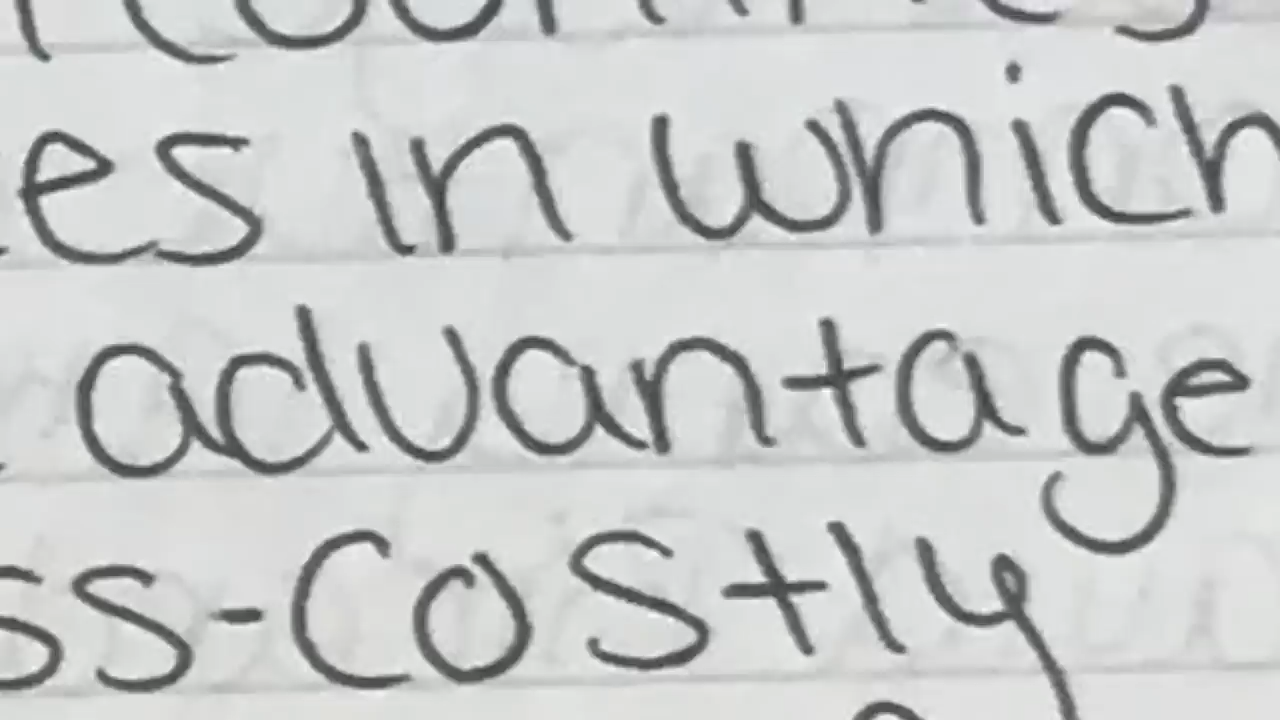 es in which
advantage
ss-costly